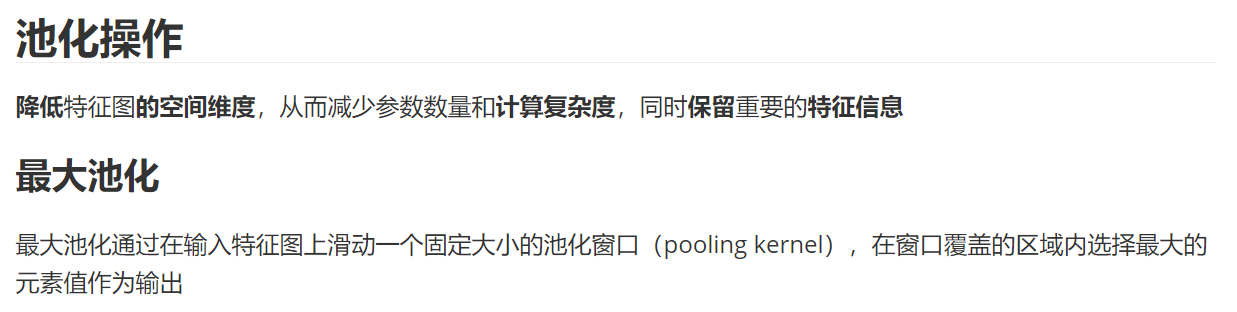 池化操作
降低特征图的空间维度，从而减少参数数量和计算复杂度，同时保留重要的特征信息
最大池化
最大池化通过在输入特征图上滑动一个固定大小的池化窗口（pooling kernel），在窗口覆盖的区域内选择最大的
元素值作为输出